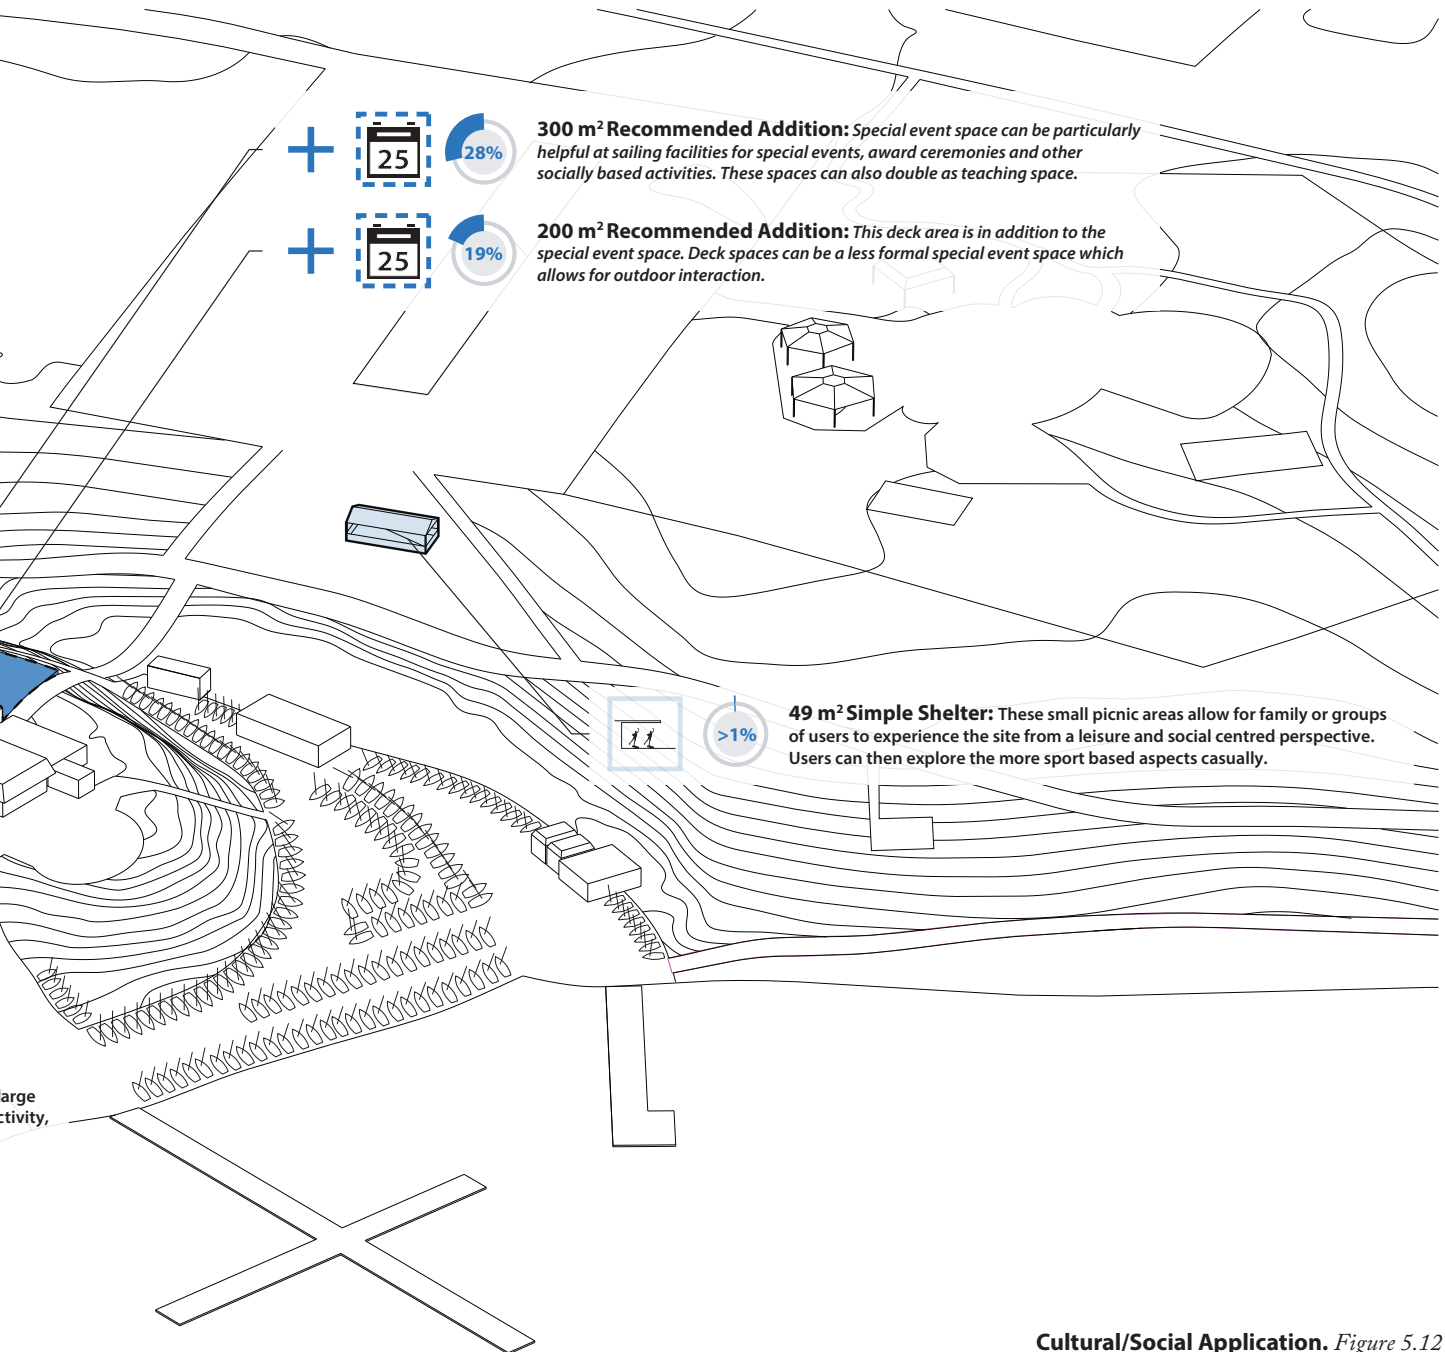 25
28%
300 m² Recommended Addition: Special event space can be particularly
helpful at sailing facilities for special events, award ceremonies and other
socially based activities. These spaces can also double as teaching space.
25
19%
200 m² Recommended Addition: This deck area is in addition to the
special event space. Deck spaces can be a less formal special event space which
allows for outdoor interaction.
>1%
49 m² Simple Shelter: These small picnic areas allow for family or groups
of users to experience the site from a leisure and social centred perspective.
Users can then explore the more sport based aspects casually.
large
ctivity,
Cultural/Social Application. Figure 5.12